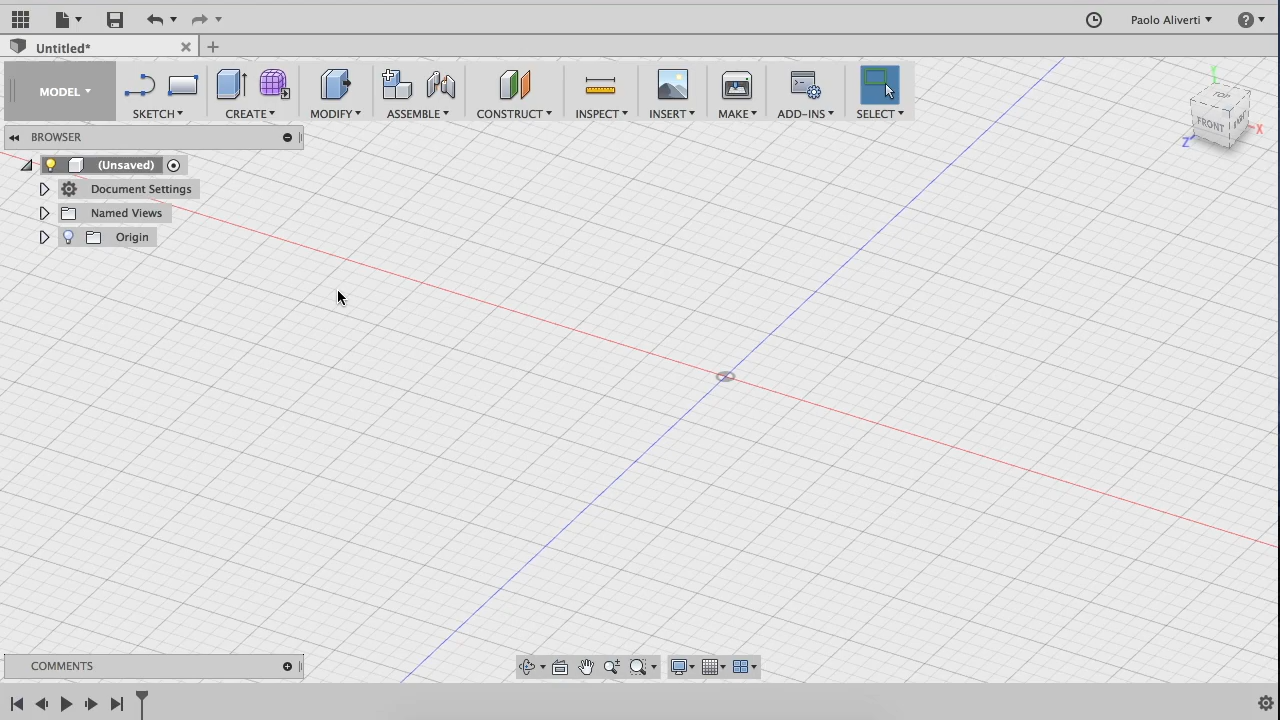 Paolo Aliverti
?
Untitled*
MODEL
SKETCH
CREATE
MODIFY
ASSEMBLE
CONSTRUCT
INSPECT
INSERT
MAKE
ADD-INS
SELECT
Y
TOP
FRONT
X
Z
BROWSER
(Unsaved)
Document Settings
Named Views
Origin
COMMENTS